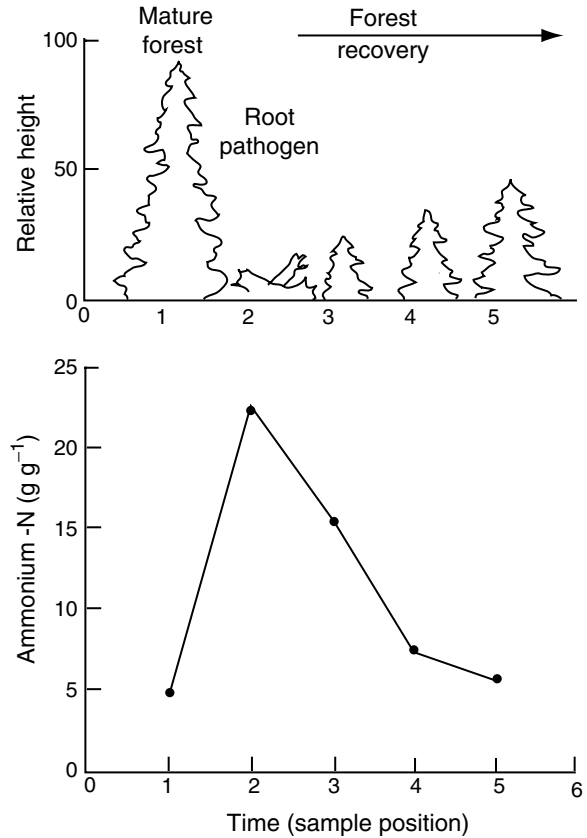 Mature
forest
Forest
recovery
Root
pathogen
Relative height
100
50
0
1
2
3
4
5
Ammonium -N (g g⁻¹)
25
20
15
10
5
0
0
1
2
3
4
5
6
Time (sample position)